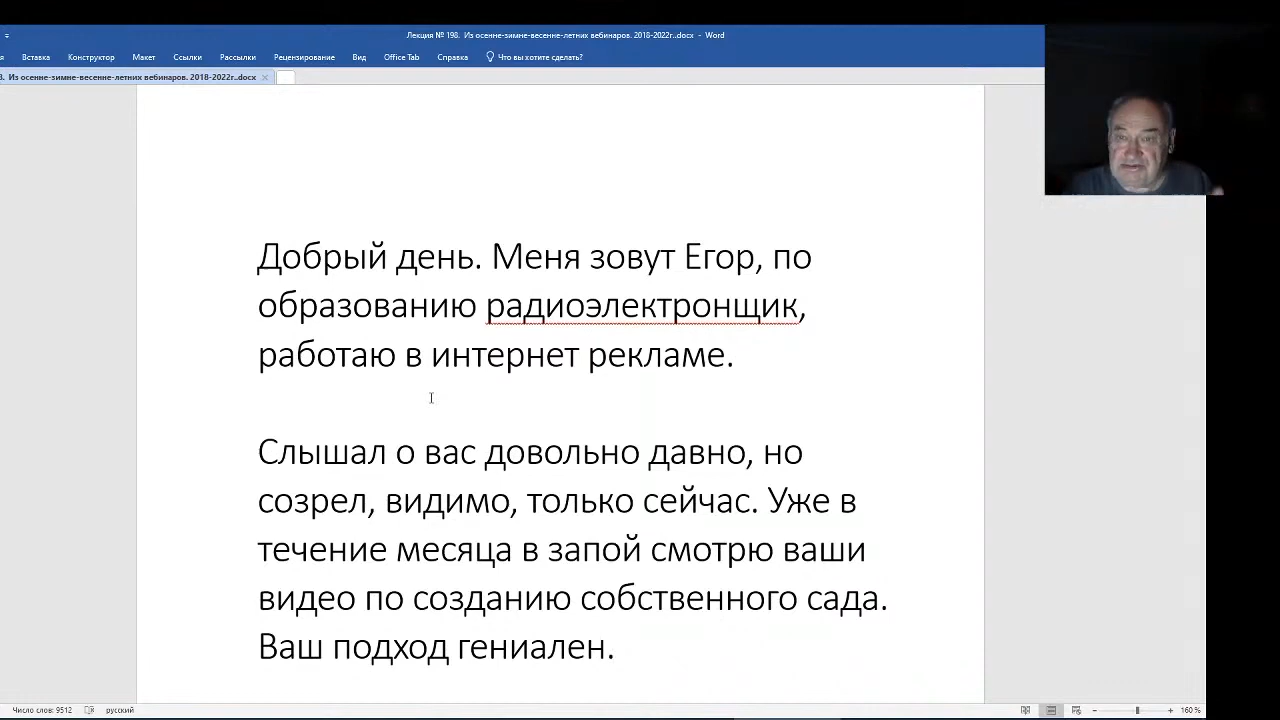 Лекция № 198. Из осенне-зимне-весенне-летних вебинаров. 2018-2022г..docx - Word
Вставка Конструктор Макет Ссылки Рассылки Рецензирование Вид Office Tab Справка Что вы хотите сделать?
Из осенне-зимне-весенне-летних вебинаров. 2018-2022г..docx
Добрый день. Меня зовут Егор, по
образованию радиоэлектронщик,
работаю в интернет рекламе.
Слышал о вас довольно давно, но
созрел, видимо, только сейчас. Уже в
течение месяца в запой смотрю ваши
видео по созданию собственного сада.
Ваш подход гениален.
Число слов: 9512 русский 160 %